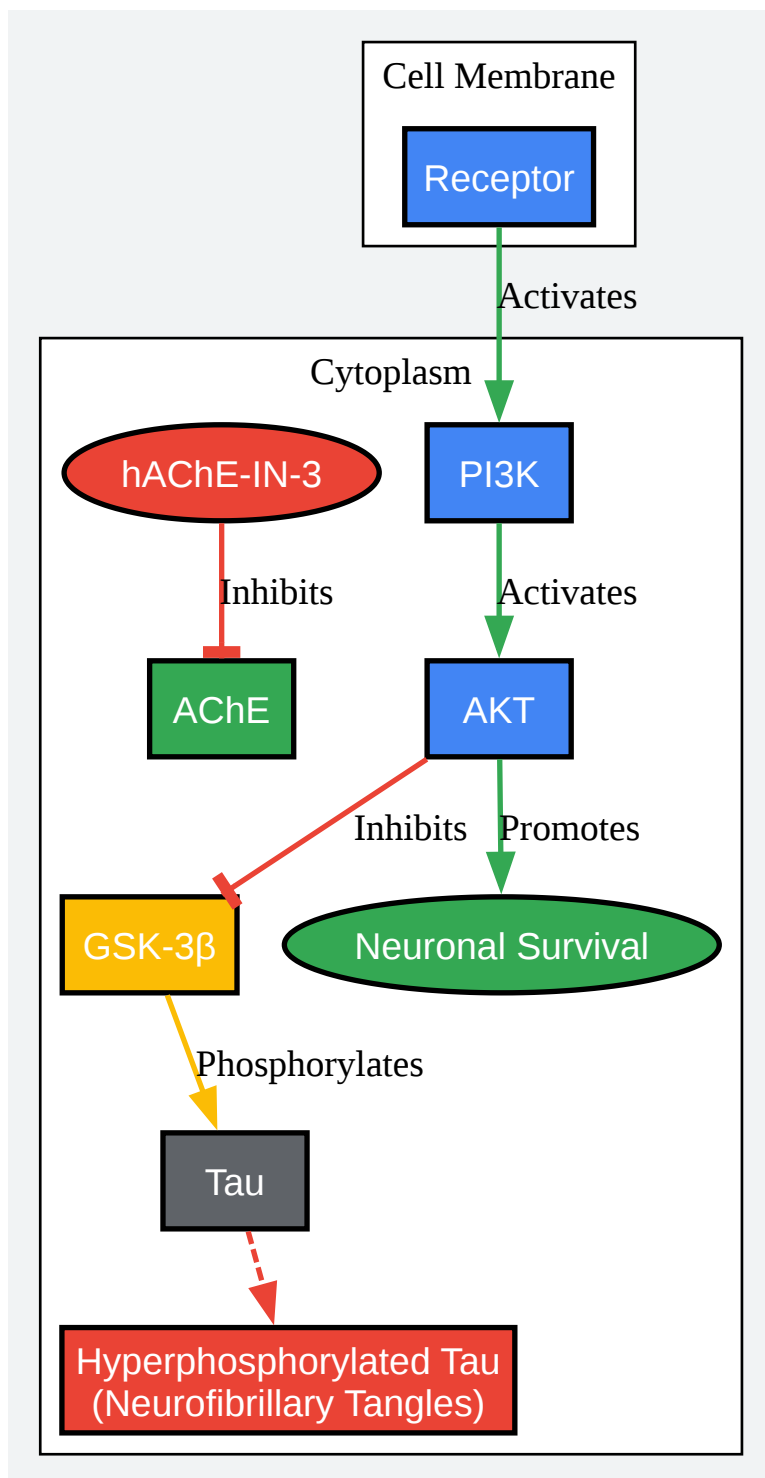 Cell Membrane
Receptor
Activates
Cytoplasm
hAChE-IN-3
PI3K
Inhibits
Activates
AChE
AKT
Inhibits
Promotes
GSK-3β
Neuronal Survival
Phosphorylates
Tau
Hyperphosphorylated Tau
(Neurofibrillary Tangles)